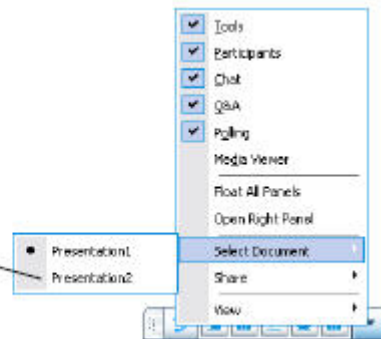 Tools
Participants
Chat
Q&A
Polling
Media Viewer
Float All Panels
Open Right Panel
Select Document
Presentation1
Presentation2
Share
View